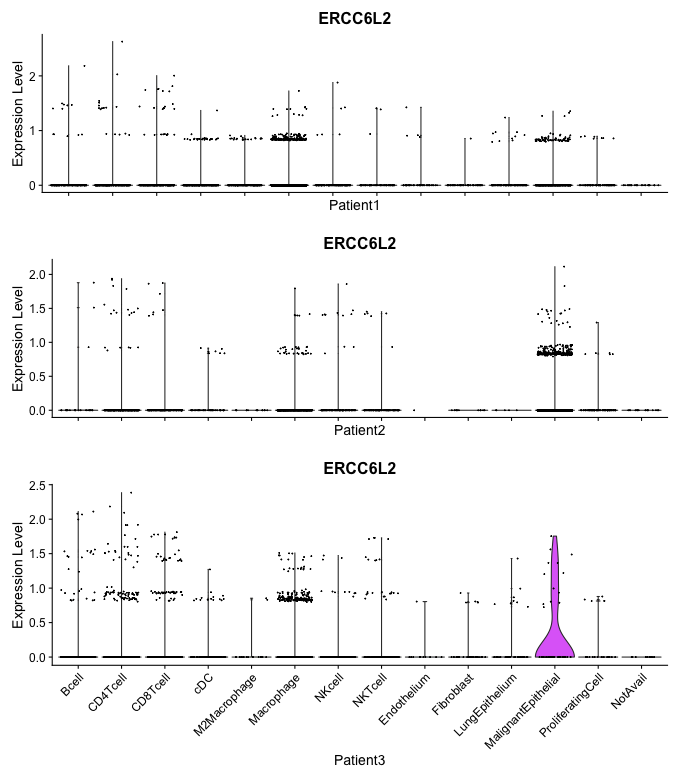 ERCC6L2
Expression Level
2
1
0
Patient1
ERCC6L2
Expression Level
2.0
1.5
1.0
0.5
0.0
Patient2
ERCC6L2
Expression Level
2.5
2.0
1.5
1.0
0.5
0.0
Bcell
CD4Tcell
CD8Tcell
cDC
M2Macrophage
Macrophage
NKcell
NKTcell
Endothelium
Fibroblast
LungEpithelium
MalignantEpithelial
ProliferatingCell
NotAvail
Patient3